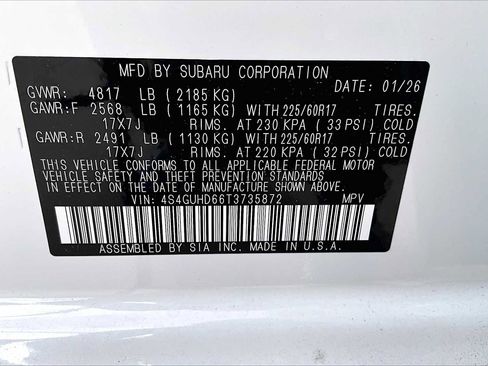 MFD BY SUBARU CORPORATION
DATE: 01/26
GVWR: 4817 LB (2185 KG)
GAWR:F 2568 LB (1165 KG) WITH 225/60R17 TIRES.
17X7J RIMS. AT 230 KPA (33 PSI) COLD
GAWR:R 2491 LB (1130 KG) WITH 225/60R17 TIRES.
17X7J RIMS. AT 220 KPA (32 PSI) COLD
THIS VEHICLE CONFORMS TO ALL APPLICABLE FEDERAL MOTOR
VEHICLE SAFETY AND THEFT PREVENTION STANDARDS
IN EFFECT ON THE DATE OF MANUFACTURE SHOWN ABOVE.
VIN: 4S4GUHD66T3735872 MPV
ASSEMBLED BY SIA INC. MADE IN U.S.A.